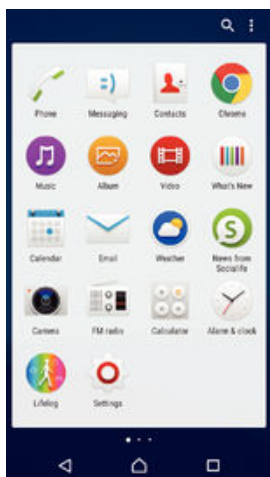 Phone Messaging Contacts Chrome
:)
Music Album Video What's New
Calendar Email Weather News from
Socialife
S
Camera FM radio Calculator Alarm & clock
Lifelog Settings